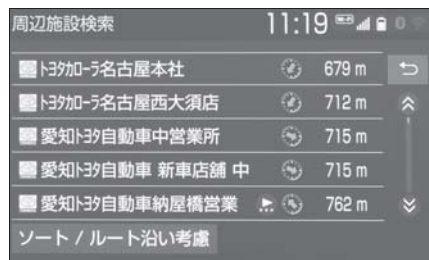 周辺施設検索 11:19
トヨタカローラ名古屋本社 679 m
トヨタカローラ名古屋西大須店 712 m
愛知トヨタ自動車中営業所 715 m
愛知トヨタ自動車 新車店舗 中 715 m
愛知トヨタ自動車納屋橋営業 762 m
ソート / ルート沿い考慮